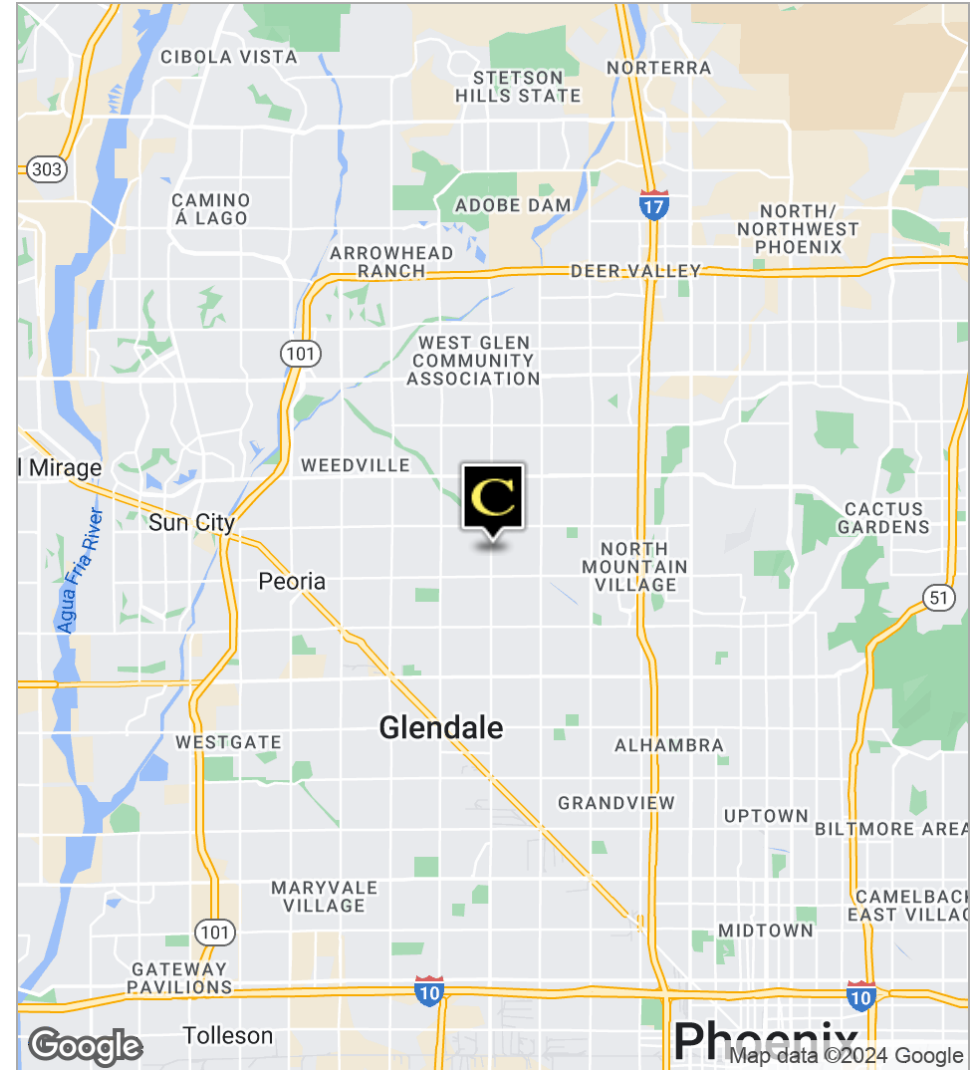 CIBOLA VISTA
NORTERRA
STETSON
HILLS STATE
303
CAMINO
Á LAGO
ADOBE DAM
17
NORTH/
NORTHWEST
PHOENIX
ARROWHEAD
RANCH
DEER VALLEY
101
WEST GLEN
COMMUNITY
ASSOCIATION
l Mirage
WEEDVILLE
C
Sun City
CACTUS
GARDENS
Agua Fria River
Peoria
NORTH
MOUNTAIN
VILLAGE
51
Glendale
WESTGATE
ALHAMBRA
GRANDVIEW
UPTOWN
BILTMORE AREA
MARYVALE
VILLAGE
CAMELBACK
EAST VILLAG
101
MIDTOWN
GATEWAY
PAVILIONS
10
10
Tolleson
Phoenix
Google
Map data ©2024 Google